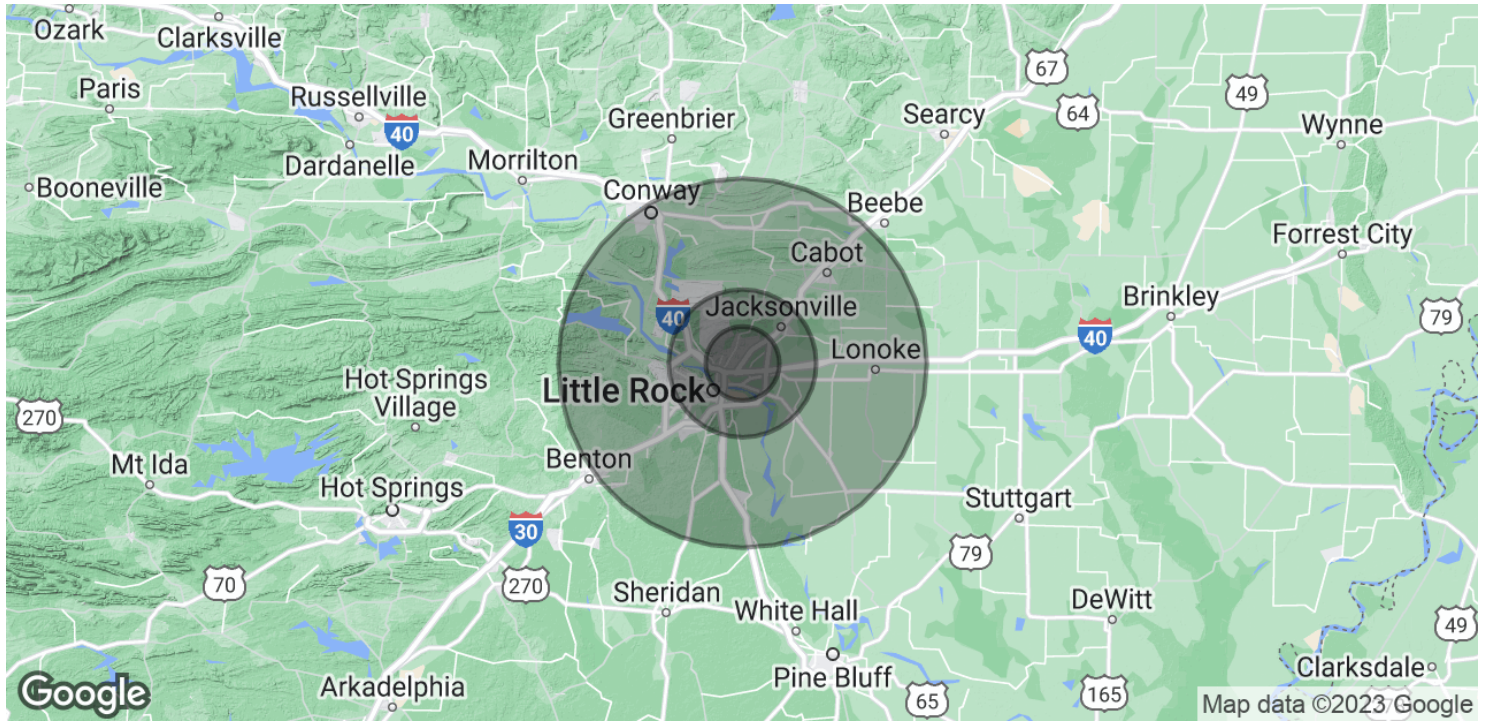 Ozark
Clarksville
67
Paris
Russellville
49
64
Searcy
Greenbrier
Wynne
40
Dardanelle
Morrilton
Booneville
Conway
Beebe
Forrest City
Cabot
Brinkley
Jacksonville
40
79
40
Lonoke
Hot Springs
Village
Little Rock
270
Benton
Mt Ida
Hot Springs
Stuttgart
30
79
70
270
Sheridan
White Hall
DeWitt
49
Clarksdale
Pine Bluff
Arkadelphia
65
165
Google
Map data ©2023 Google